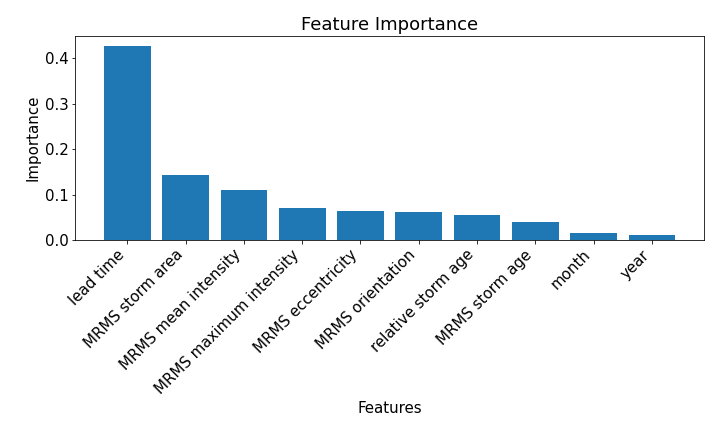 Feature Importance
Importance
0.4
0.3
0.2
0.1
0.0
lead time
MRMS storm area
MRMS mean intensity
MRMS maximum intensity
MRMS eccentricity
MRMS orientation
relative storm age
MRMS storm age
month
year
Features